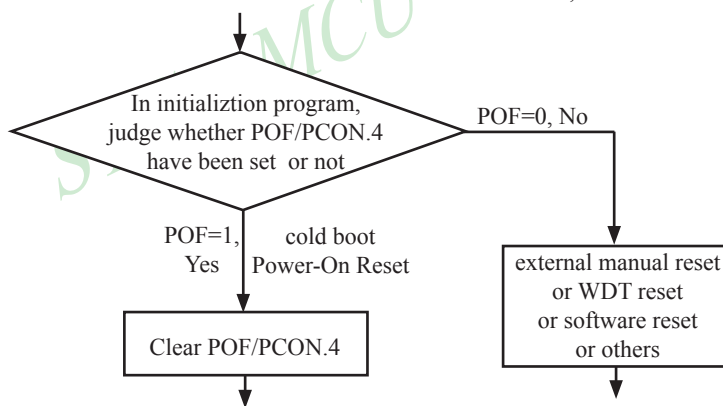 In initializtion program,
judge whether POF/PCON.4
have been set or not
POF=0, No
POF=1,
Yes
cold boot
Power-On Reset
Clear POF/PCON.4
external manual reset
or WDT reset
or software reset
or others
MCU